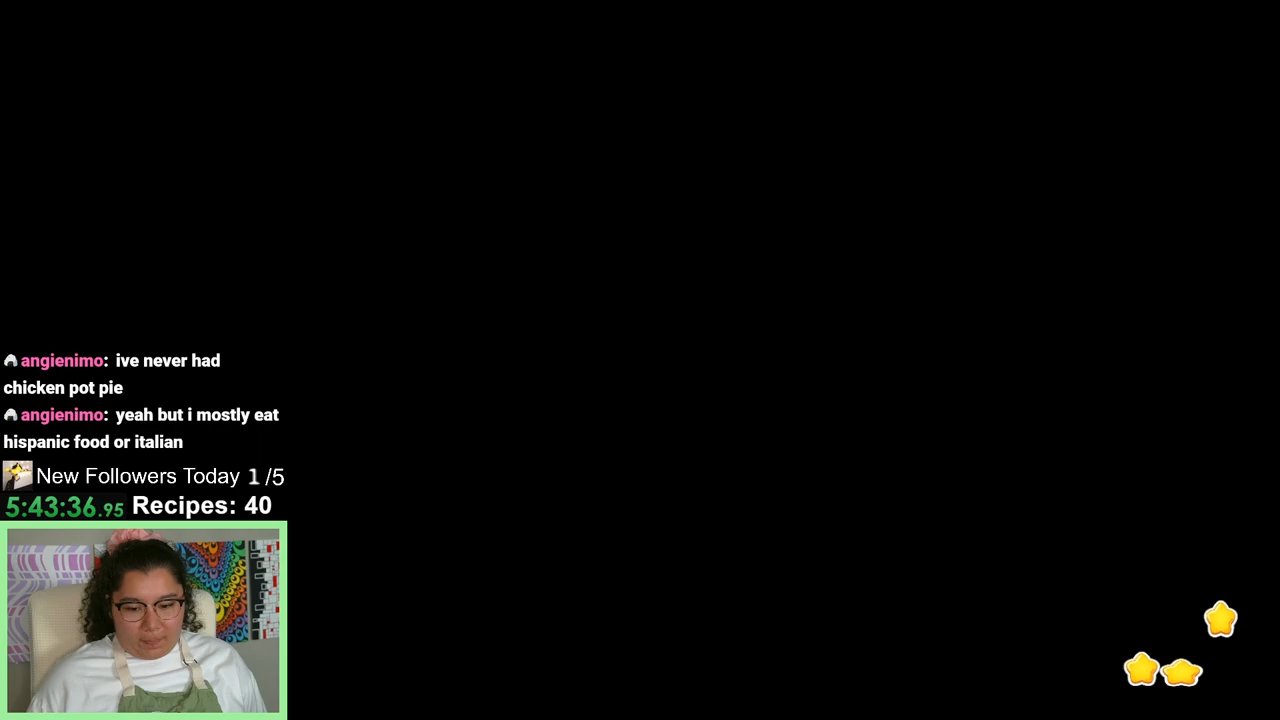 angienimo: ive never had
chicken pot pie
angienimo: yeah but i mostly eat
hispanic food or italian
New Followers Today 1 /5
5:43:36.95 Recipes: 40